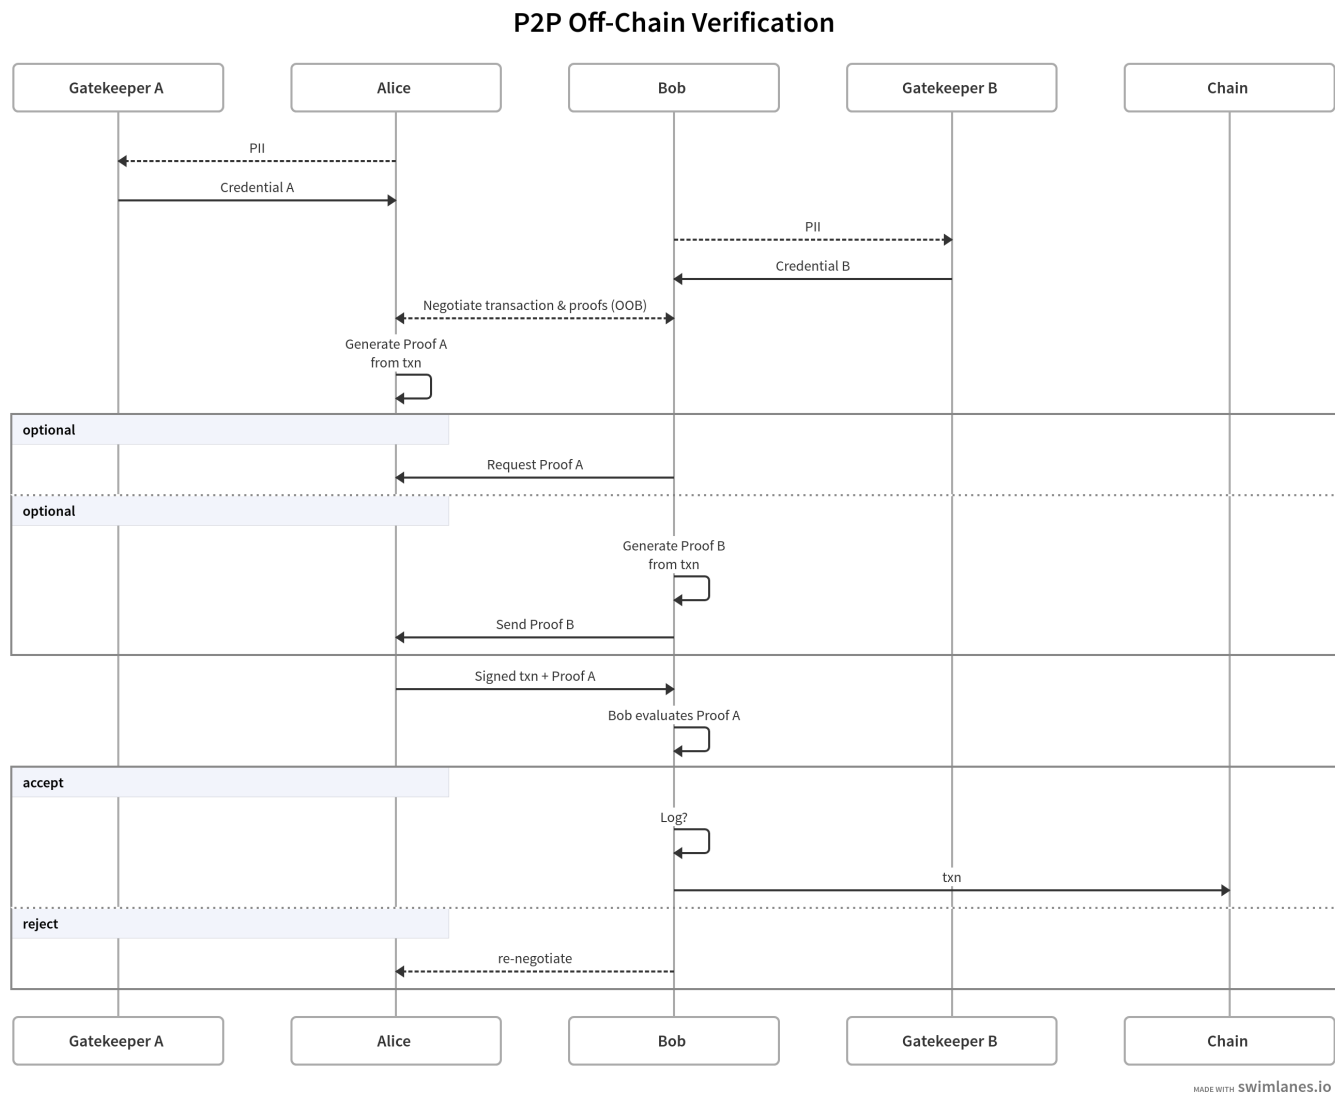 P2P Off-Chain Verification
Gatekeeper A
Alice
Bob
Gatekeeper B
Chain
PII
Credential A
PII
Credential B
Negotiate transaction & proofs (OOB)
Generate Proof A
from txn
optional
Request Proof A
optional
Generate Proof B
from txn
Send Proof B
Signed txn + Proof A
Bob evaluates Proof A
accept
Log?
txn
reject
re-negotiate
Gatekeeper A
Alice
Bob
Gatekeeper B
Chain
MADE WITH swimlanes.io